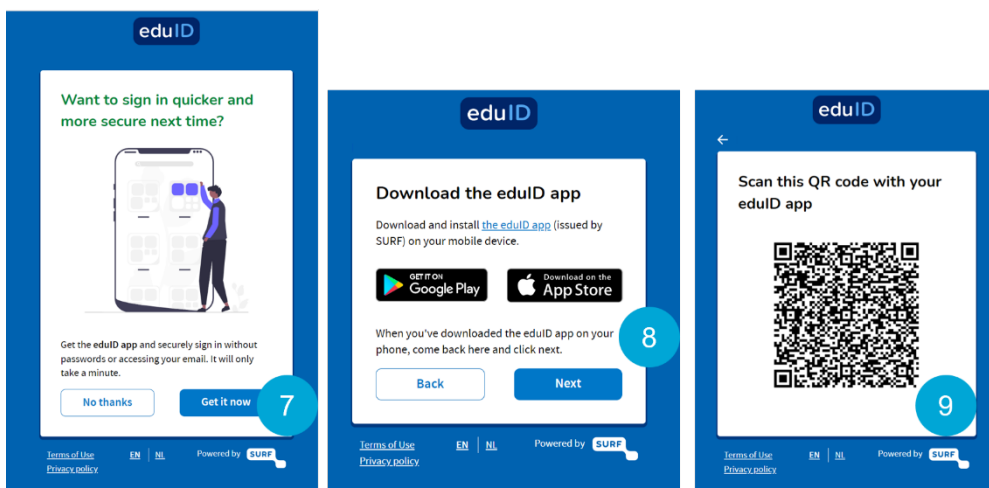 eduID
Want to sign in quicker and
more secure next time?
Get the eduID app and securely sign in without
passwords or accessing your email. It will only
take a minute.
No thanks
Get it now
7
Terms of Use
EN | NL
Powered by SURF
Privacy policy
eduID
Download the eduID app
Download and install the eduID app (issued by
SURF) on your mobile device.
GET IT ON
Google Play
Download on the
App Store
When you've downloaded the eduID app on your
phone, come back here and click next.
8
Back
Next
Terms of Use
EN | NL
Powered by SURF
Privacy policy
eduID
Scan this QR code with your
eduID app
9
Terms of Use
EN | NL
Powered by SURF
Privacy policy